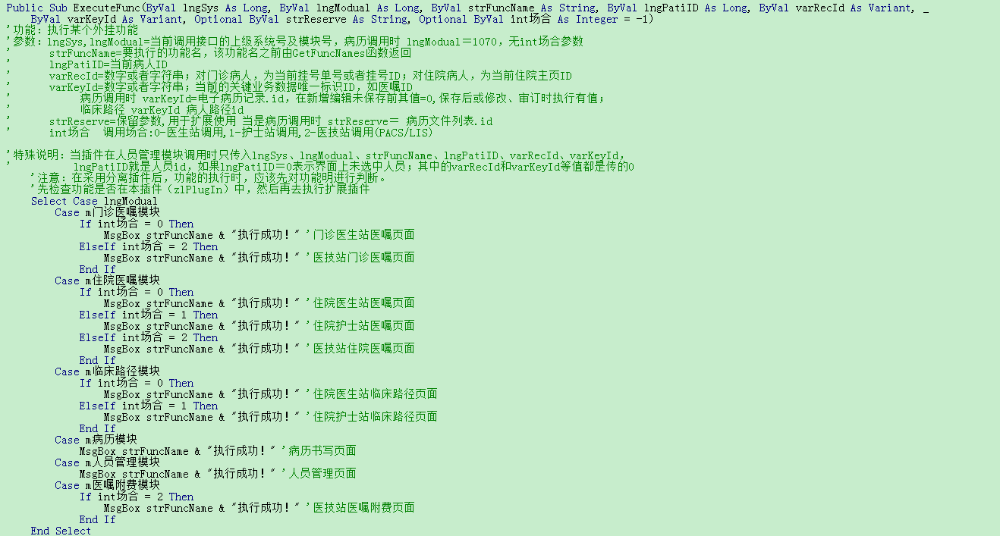 Public Sub ExecuteFunc(ByVal lngSys As Long, ByVal lngModual As Long, ByVal strFuncName As String, ByVal lngPatiID As Long, ByVal varRecId As Variant, _
    ByVal varKeyId As Variant, Optional ByVal strReserve As String, Optional ByVal int场合 As Integer = -1)
'功能：执行某个外挂功能
'参数：lngSys,lngModual=当前调用接口的上级系统号及模块号，病历调用时 lngModual＝1070，无int场合参数
'      strFuncName=要执行的功能名，该功能名之前由GetFuncNames函数返回
'      lngPatiID=当前病人ID
'      varRecId=数字或者字符串；对门诊病人，为当前挂号单号或者挂号ID；对住院病人，为当前住院主页ID
'      varKeyId=数字或者字符串；当前的关键业务数据唯一标识ID，如医嘱ID
'           病历调用时 varKeyId=电子病历记录.id，在新增编辑未保存前其值=0,保存后或修改、审订时执行有值；
'           临床路径 varKeyId 病人路径id
'      strReserve=保留参数,用于扩展使用 当是病历调用时 strReserve＝ 病历文件列表.id
'      int场合  调用场合:0-医生站调用,1-护士站调用,2-医技站调用(PACS/LIS)
'特殊说明：当插件在人员管理模块调用时只传入lngSys、lngModual、strFuncName、lngPatiID、varRecId、varKeyId，
'          lngPatiID就是人员id，如果lngPatiID＝0表示界面上未选中人员；其中的varRecId和varKeyId等值都是传的0
    '注意：在采用分离插件后，功能的执行时，应该先对功能明进行判断。
    '先检查功能是否在本插件（zlPlugIn）中，然后再去执行扩展插件
    Select Case lngModual
        Case m门诊医嘱模块
            If int场合 = 0 Then
                MsgBox strFuncName & "执行成功！" '门诊医生站医嘱页面
            ElseIf int场合 = 2 Then
                MsgBox strFuncName & "执行成功！" '医技站门诊医嘱页面
            End If
        Case m住院医嘱模块
            If int场合 = 0 Then
                MsgBox strFuncName & "执行成功！" '住院医生站医嘱页面
            ElseIf int场合 = 1 Then
                MsgBox strFuncName & "执行成功！" '住院护士站医嘱页面
            ElseIf int场合 = 2 Then
                MsgBox strFuncName & "执行成功！" '医技站住院医嘱页面
            End If
        Case m临床路径模块
            If int场合 = 0 Then
                MsgBox strFuncName & "执行成功！" '住院医生站临床路径页面
            ElseIf int场合 = 1 Then
                MsgBox strFuncName & "执行成功！" '住院护士站临床路径页面
            End If
        Case m病历模块
            MsgBox strFuncName & "执行成功！" '病历书写页面
        Case m人员管理模块
            MsgBox strFuncName & "执行成功！" '人员管理页面
        Case m医嘱附费模块
            If int场合 = 2 Then
                MsgBox strFuncName & "执行成功！" '医技站医嘱附费页面
            End If
    End Select